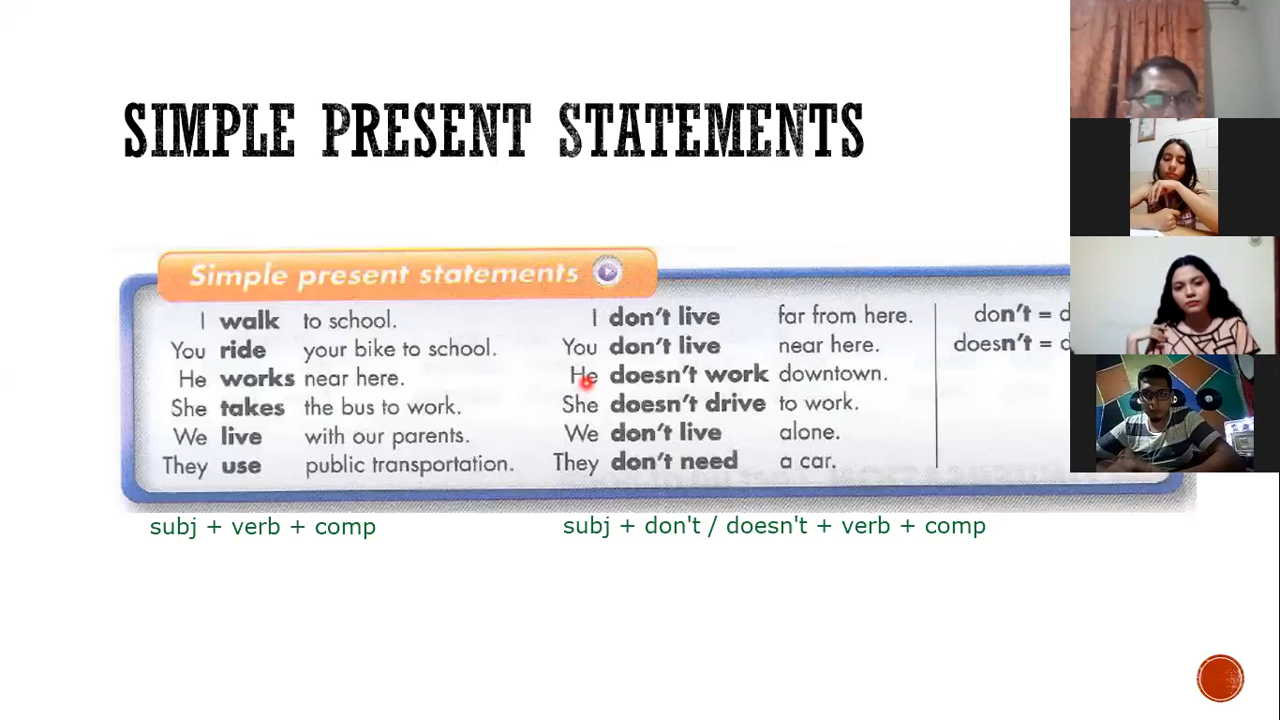 SIMPLE PRESENT STATEMENTS
Simple present statements
I walk to school.
You ride your bike to school.
He works near here.
She takes the bus to work.
We live with our parents.
They use public transportation.
I don't live far from here.
You don't live near here.
He doesn't work downtown.
She doesn't drive to work.
We don't live alone.
They don't need a car.
don't = d
doesn't = d
subj + verb + comp
subj + don't / doesn't + verb + comp